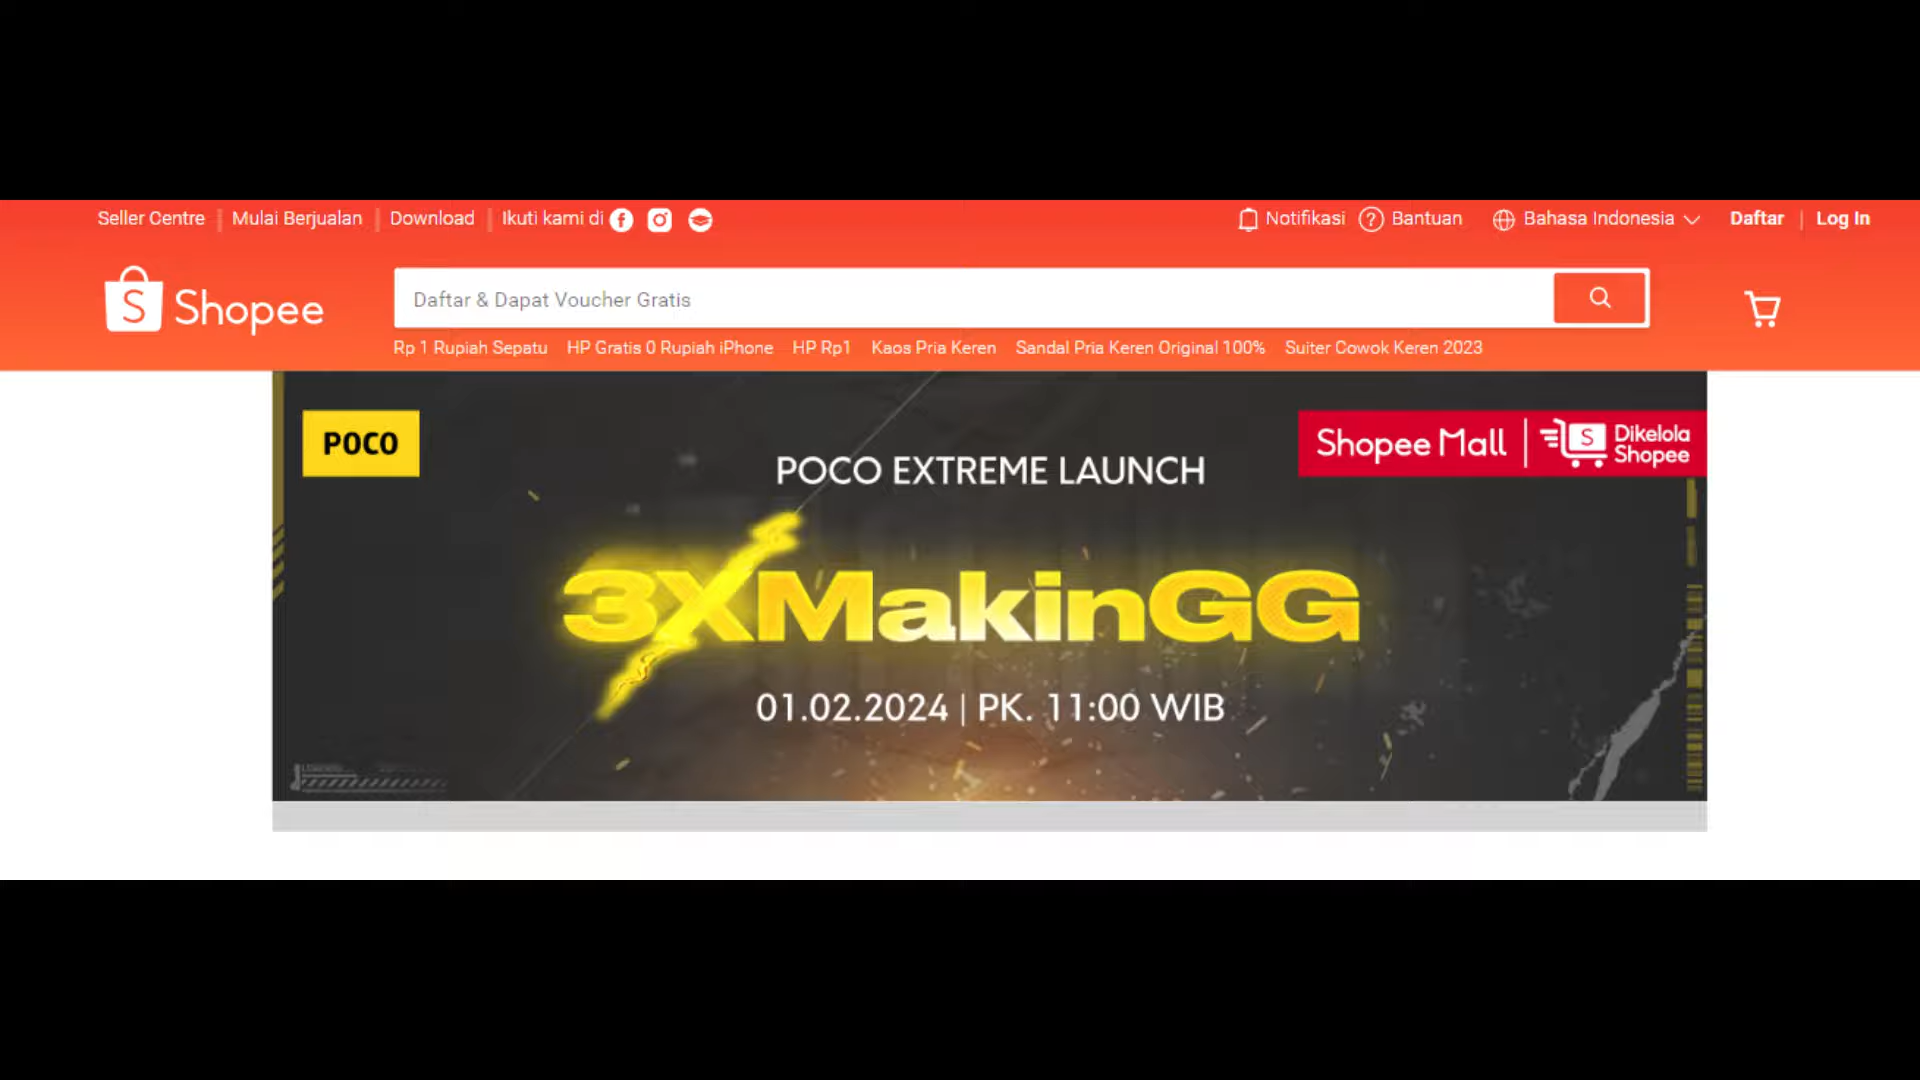 Seller Centre | Mulai Berjualan | Download | Ikuti kami di
Notifikasi Bantuan Bahasa Indonesia Daftar | Log In
Shopee
Daftar & Dapat Voucher Gratis
Rp 1 Rupiah Sepatu HP Gratis 0 Rupiah iPhone HP Rp1 Kaos Pria Keren Sandal Pria Keren Original 100% Suiter Cowok Keren 2023
POCO
Shopee Mall | Dikelola Shopee
POCO EXTREME LAUNCH
3XMakinGG
01.02.2024 | PK. 11:00 WIB